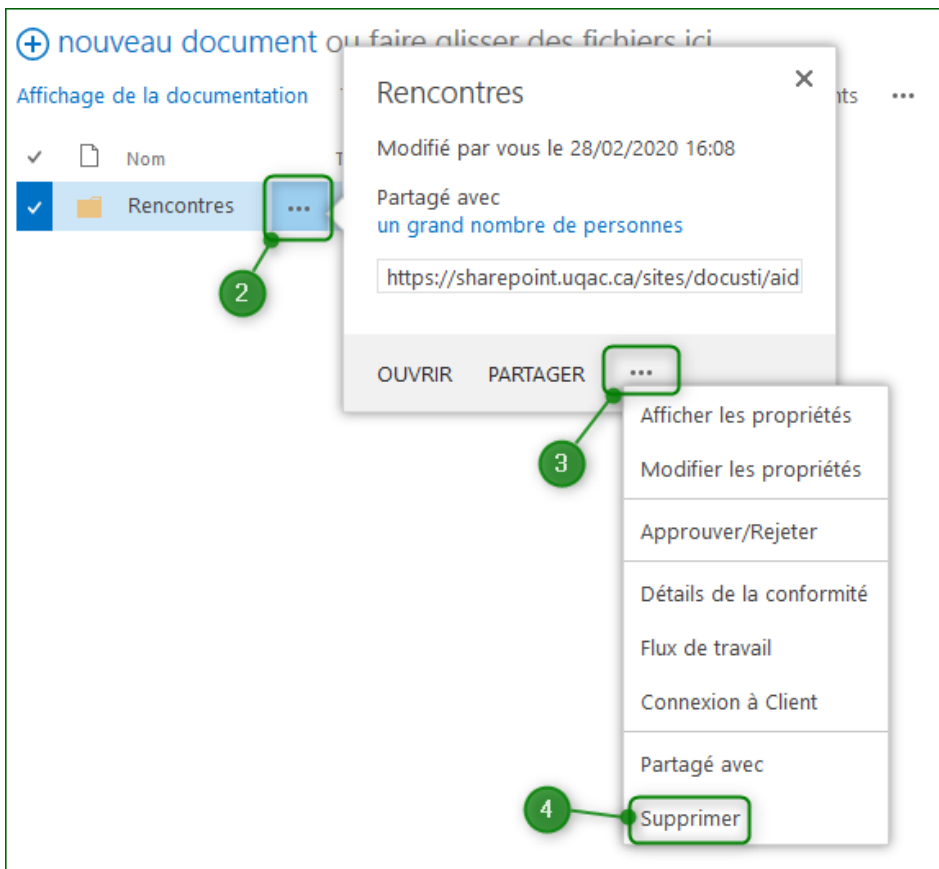 nouveau document ou faire glisser des fichiers ici
Affichage de la documentation
Rencontres
Modifié par vous le 28/02/2020 16:08
Partagé avec
un grand nombre de personnes
https://sharepoint.uqac.ca/sites/docusti/aid
OUVRIR PARTAGER ...
nts ...
Nom
Rencontres ...
2
3
Afficher les propriétés
Modifier les propriétés
Approuver/Rejeter
Détails de la conformité
Flux de travail
Connexion à Client
Partagé avec
4
Supprimer